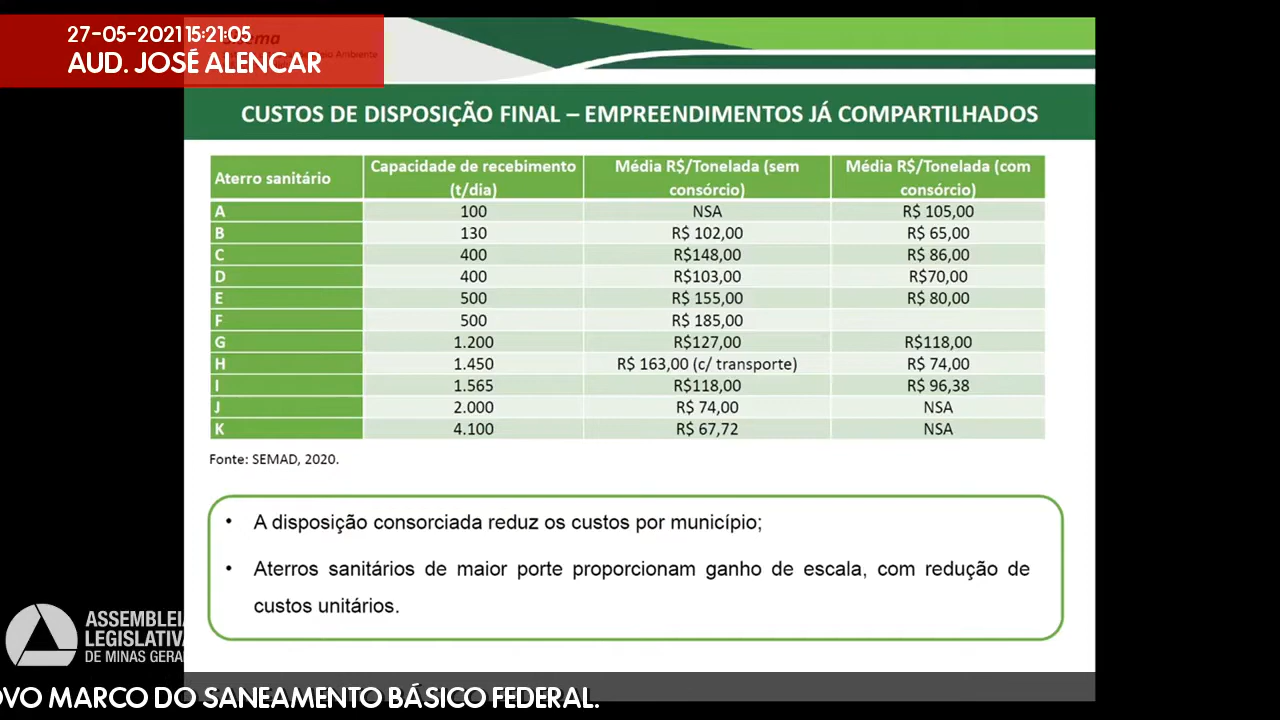 27-05-2021 15:21:05
AUD. JOSÉ ALENCAR
CUSTOS DE DISPOSIÇÃO FINAL – EMPREENDIMENTOS JÁ COMPARTILHADOS
Aterro sanitário Capacidade de recebimento (t/dia) Média R$/Tonelada (sem consórcio) Média R$/Tonelada (com consórcio)
A 100 NSA R$ 105,00
B 130 R$ 102,00 R$ 65,00
C 400 R$148,00 R$ 86,00
D 400 R$103,00 R$70,00
E 500 R$ 155,00 R$ 80,00
F 500 R$ 185,00
G 1.200 R$127,00 R$118,00
H 1.450 R$ 163,00 (c/ transporte) R$ 74,00
I 1.565 R$118,00 R$ 96,38
J 2.000 R$ 74,00 NSA
K 4.100 R$ 67,72 NSA
Fonte: SEMAD, 2020.
• A disposição consorciada reduz os custos por município;
• Aterros sanitários de maior porte proporcionam ganho de escala, com redução de
custos unitários.
ASSEMBLEIA
LEGISLATIVA
DE MINAS GERAI
OVO MARCO DO SANEAMENTO BÁSICO FEDERAL.